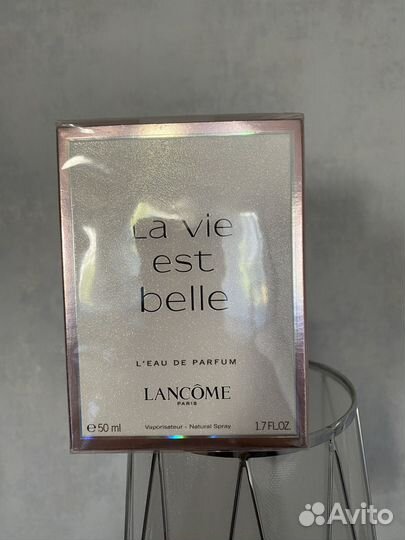 La vie
est
belle
L'EAU DE PARFUM
LANCÔME
PARIS
℮ 50 ml Vaporisateur - Natural Spray 1.7 FL.OZ.
Avito